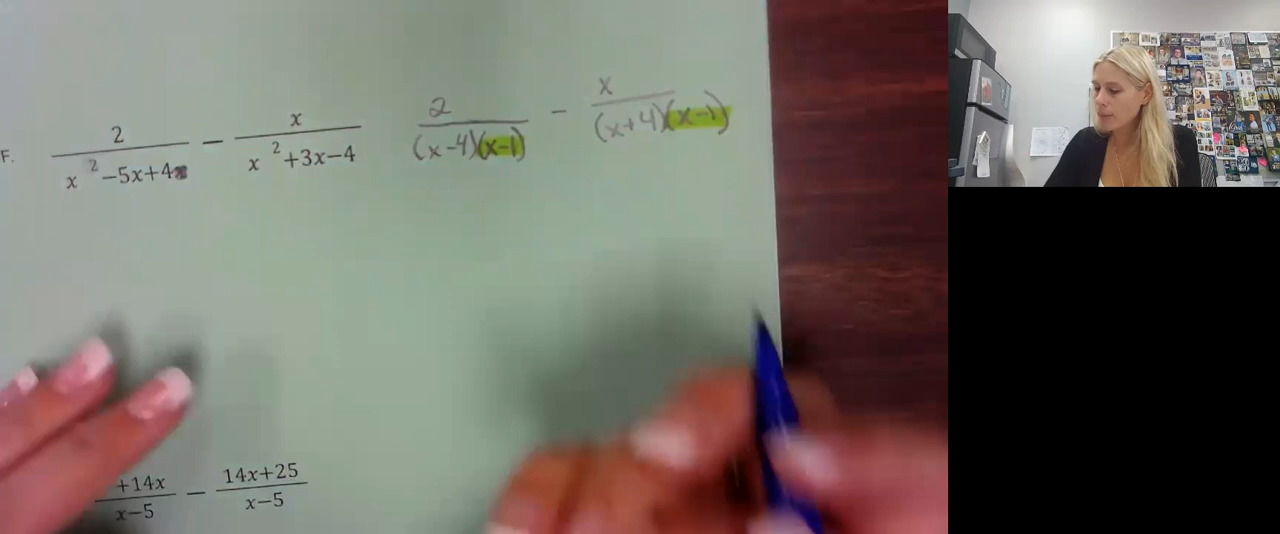 F. 2/(x²−5x+4) − x/(x²+3x−4) 2/((x-4)(x-1)) - x/((x+4)(x-1))
+14x/(x−5) − (14x+25)/(x−5)